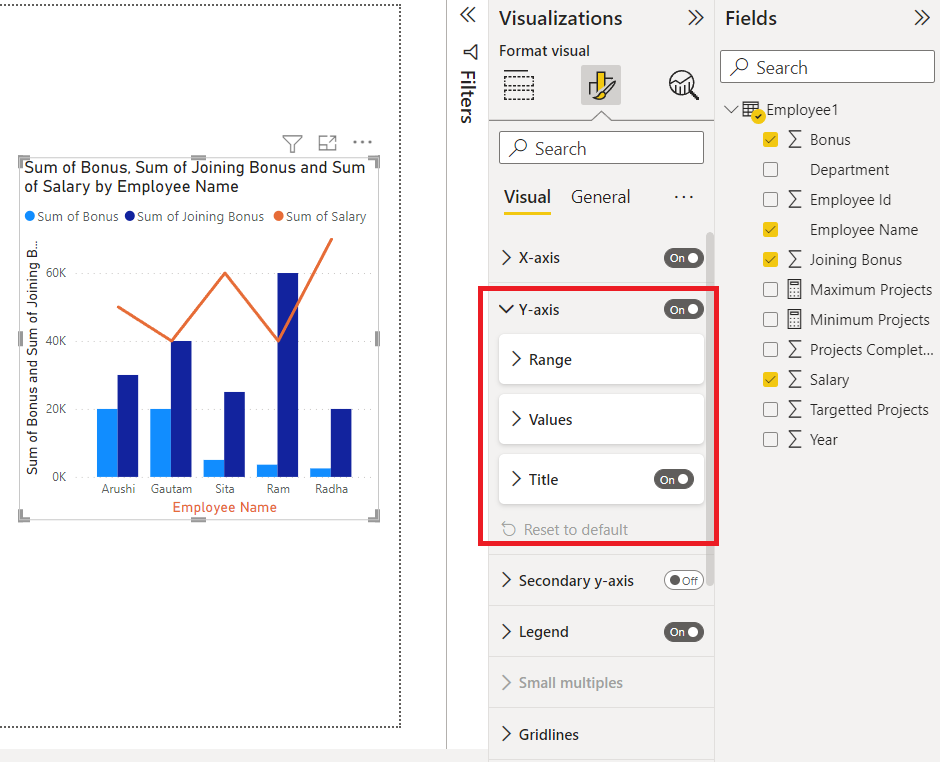 Sum of Bonus, Sum of Joining Bonus and Sum
of Salary by Employee Name
Sum of Bonus
Sum of Joining Bonus
Sum of Salary
Sum of Bonus and Sum of Joining B...
60K
40K
20K
0K
Arushi
Gautam
Sita
Ram
Radha
Employee Name
Filters
Visualizations
Format visual
Search
Visual
General
X-axis
On
Y-axis
On
Range
Values
Title
On
Reset to default
Secondary y-axis
Off
Legend
On
Small multiples
Gridlines
Fields
Search
Employee1
Bonus
Department
Employee Id
Employee Name
Joining Bonus
Maximum Projects
Minimum Projects
Projects Complet...
Salary
Targetted Projects
Year